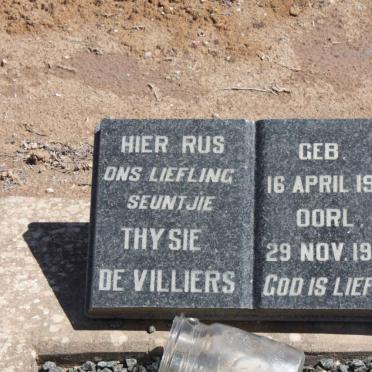 HIER RUS
ONS LIEFLING
SEUNTJIE
THYSIE
DE VILLIERS
GEB.
16 APRIL 19
OORL.
29 NOV. 19
GOD IS LIEF